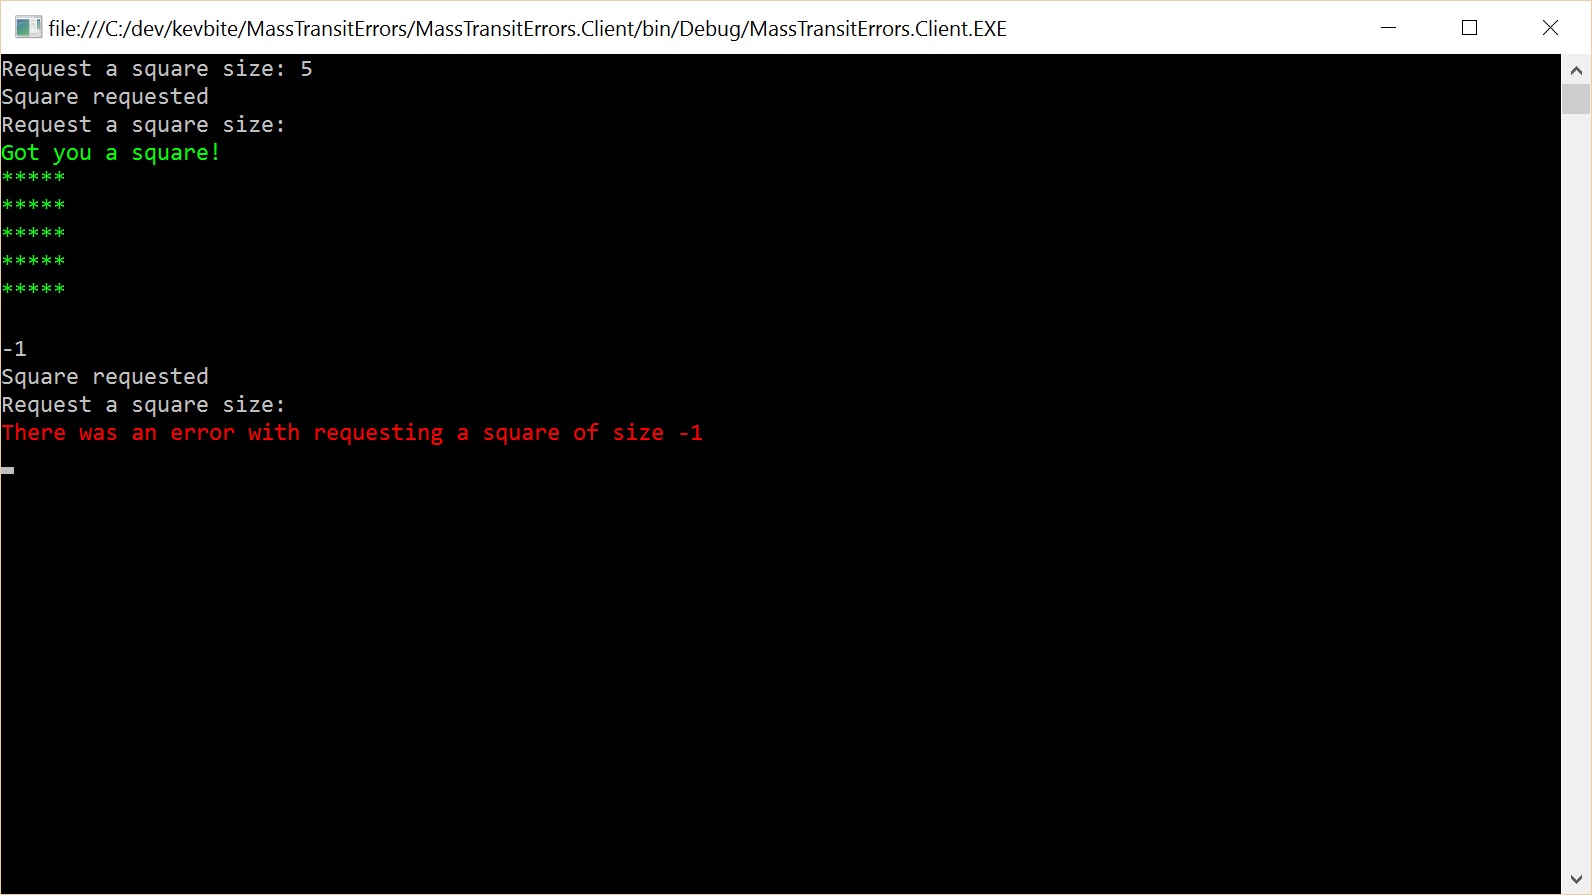 file:///C:/dev/kevbite/MassTransitErrors/MassTransitErrors.Client/bin/Debug/MassTransitErrors.Client.EXE
Request a square size: 5
Square requested
Request a square size:
Got you a square!
*****
*****
*****
*****
*****
-1
Square requested
Request a square size:
There was an error with requesting a square of size -1